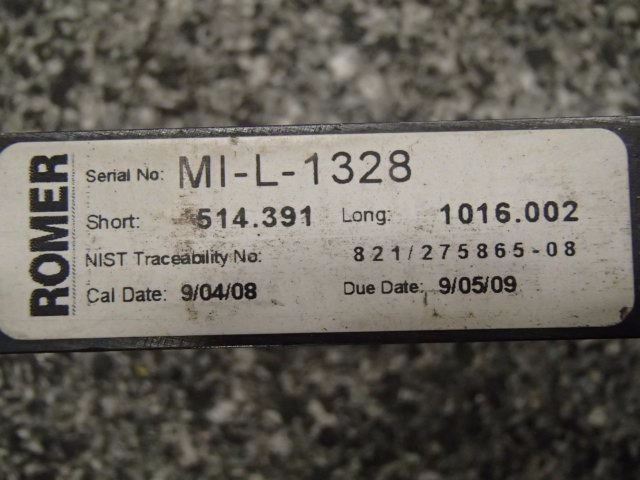 ROMER
Serial No: MI-L-1328
Short: 514.391 Long: 1016.002
NIST Traceability No: 821/275865-08
Cal Date: 9/04/08 Due Date: 9/05/09